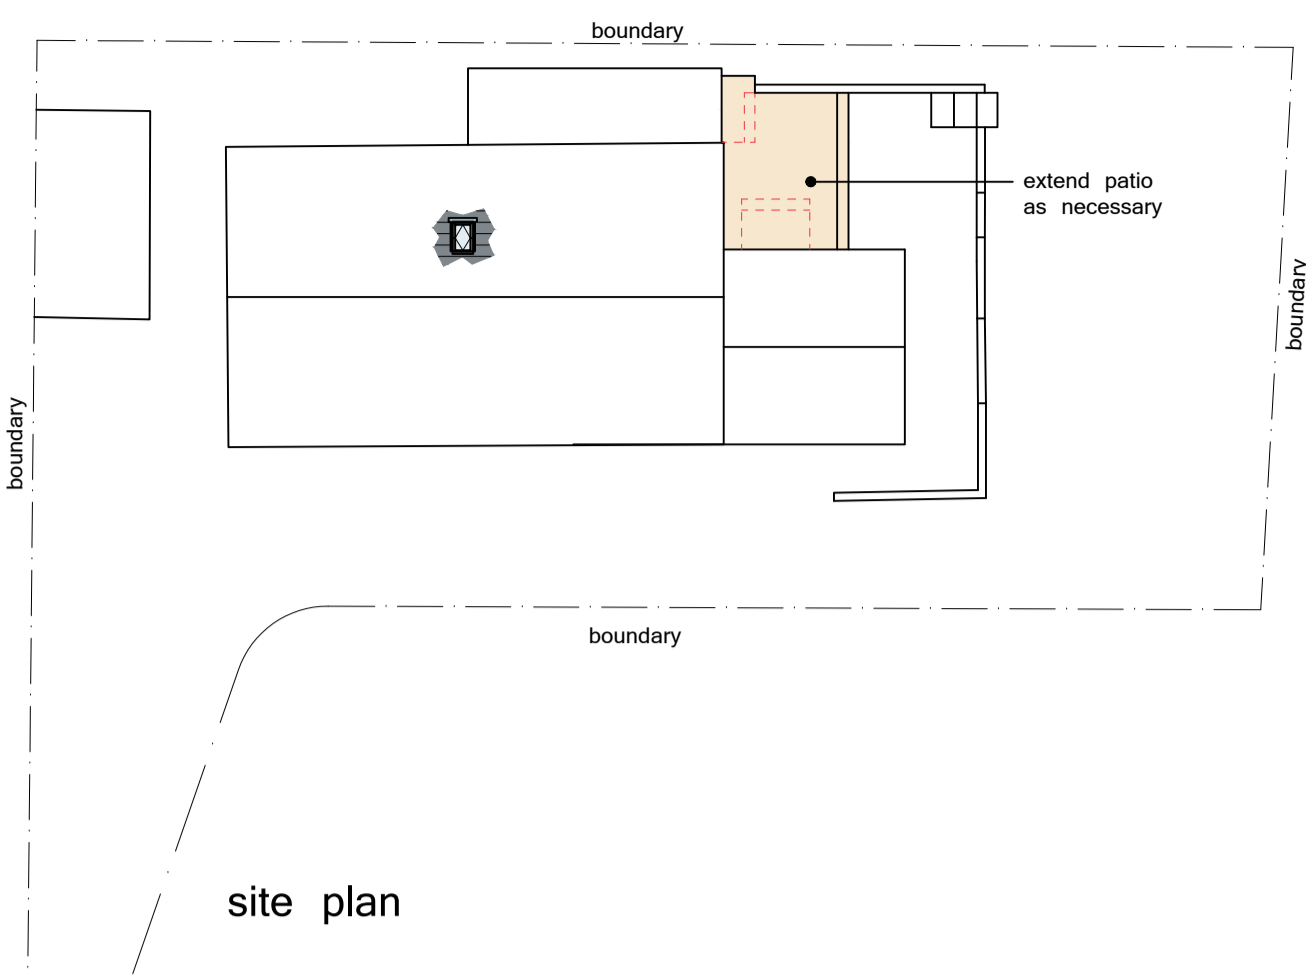 boundary
extend patio
as necessary
boundary
boundary
boundary
site plan